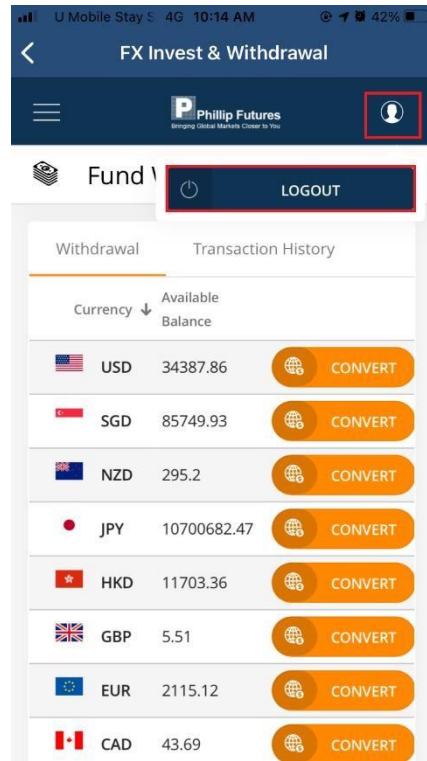 U Mobile Stay S 4G 10:14 AM 42%
FX Invest & Withdrawal
Phillip Futures
Bringing Global Markets Closer to You
Fund
LOGOUT
Withdrawal Transaction History
Currency ↓ Available Balance
USD 34387.86 CONVERT
SGD 85749.93 CONVERT
NZD 295.2 CONVERT
JPY 10700682.47 CONVERT
HKD 11703.36 CONVERT
GBP 5.51 CONVERT
EUR 2115.12 CONVERT
CAD 43.69 CONVERT